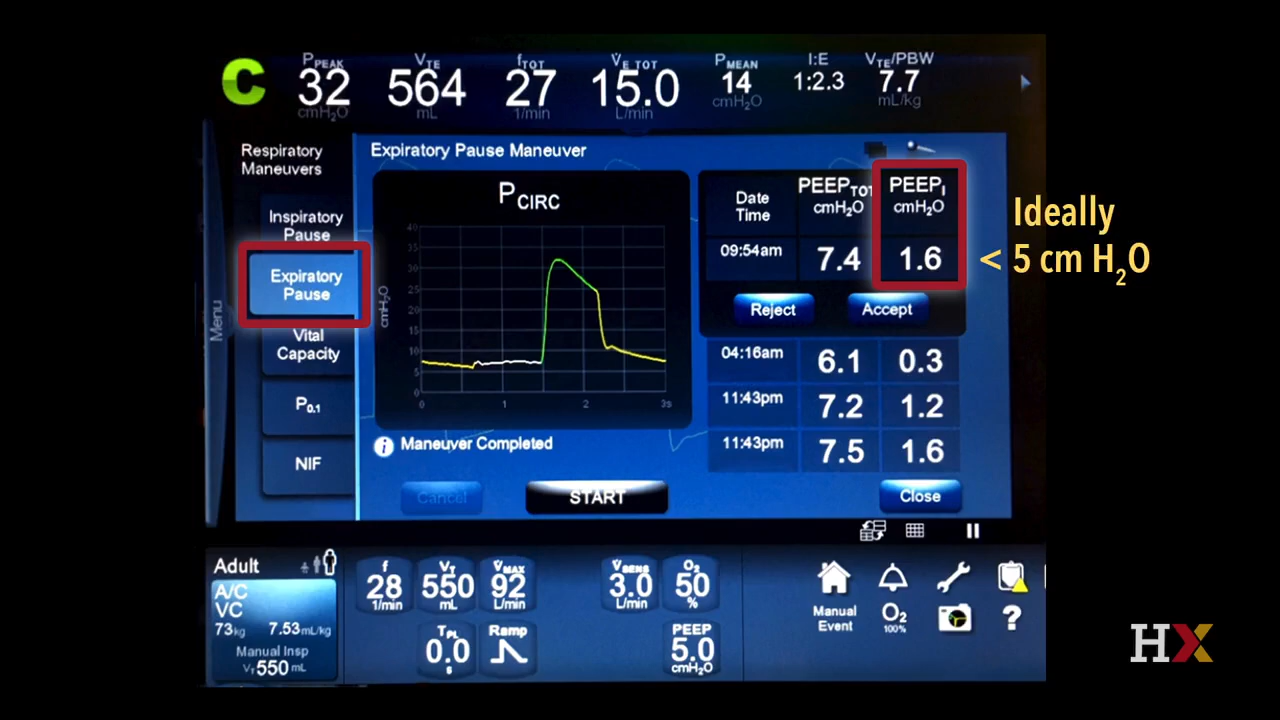 C
PPEAK
32
cmH2O
VTE
564
mL
fTOT
27
1/min
V̇E TOT
15.0
L/min
PMEAN
14
cmH2O
I:E
1:2.3
VTE/PBW
7.7
mL/kg
Menu
Respiratory
Maneuvers
Inspiratory
Pause
Expiratory
Pause
Vital
Capacity
P0.1
NIF
Expiratory Pause Maneuver
PCIRC
cmH2O
40
35
30
25
20
15
10
5
0
0 1 2 3s
Maneuver Completed
Cancel
START
Date
Time
PEEPTOT
cmH2O
PEEPI
cmH2O
09:54am 7.4 1.6
Reject Accept
04:16am 6.1 0.3
11:43pm 7.2 1.2
11:43pm 7.5 1.6
Close
Ideally
< 5 cm H2O
Adult
A/C
VC
73kg 7.53mL/kg
Manual Insp
VT550 mL
f
28
1/min
VT
550
mL
V̇MAX
92
L/min
V̇SENS
3.0
L/min
O2
50
%
TPL
0.0
s
Ramp
PEEP
5.0
cmH2O
Manual
Event
O2
100%
?
HX